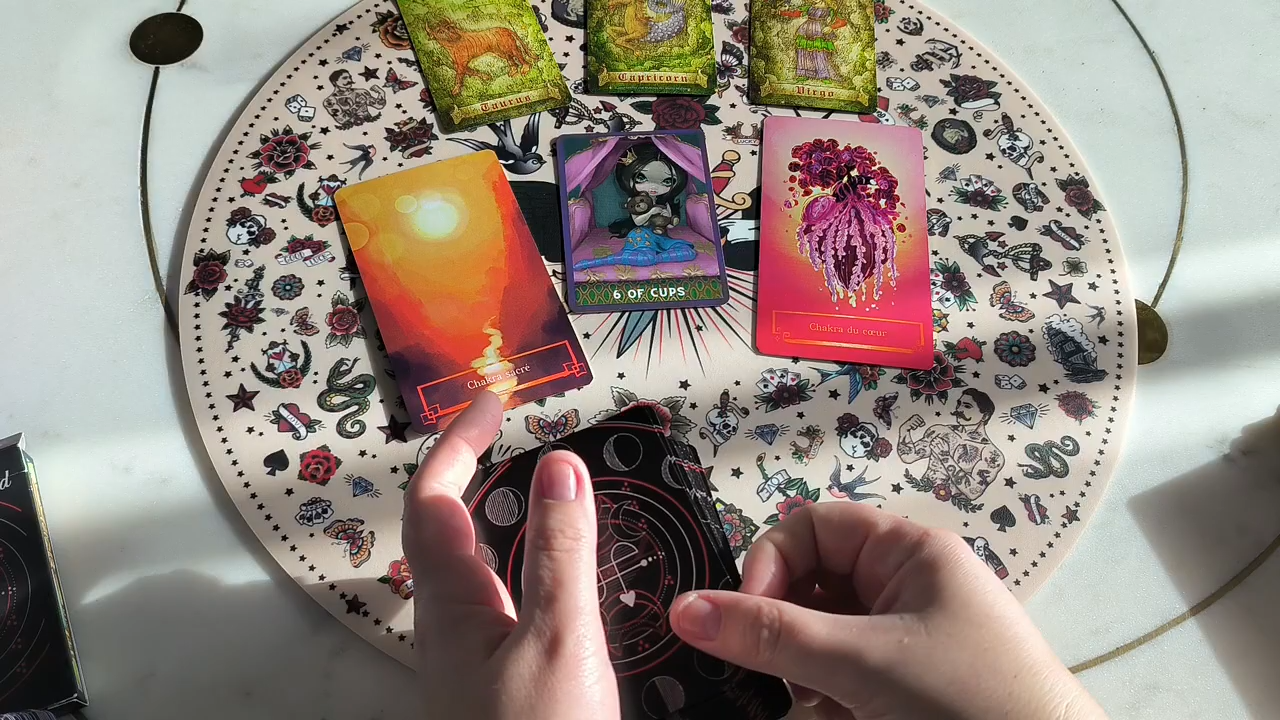 Taurus
Capricorn
Virgo
6 OF CUPS
Chakra sacré
Chakra du cœur